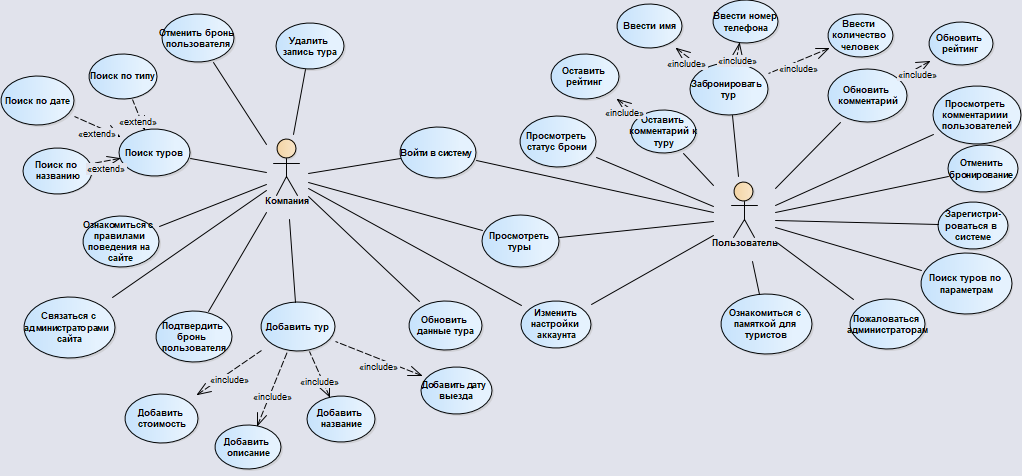 Отменить бронь
пользователя
Удалить
запись тура
Ввести имя
Ввести номер
телефона
Ввести
количество
человек
Обновить
рейтинг
«include»
«include»
«include»
«include»
Поиск по типу
Оставить
рейтинг
Забронировать
тур
Обновить
комментарий
Поиск по дате
«extend»
«extend»
«extend»
«include»
Оставить
комментарий к
туру
Просмотреть
комментариии
пользователей
Просмотреть
статус брони
Поиск туров
Войти в систему
Поиск по
названию
Отменить
бронирование
Компания
Ознакомиться с
правилами
поведения на
сайте
Просмотреть
туры
Пользователь
Зарегистри-
роваться в
системе
Поиск туров по
параметрам
Связаться с
администраторами
сайта
Подтвердить
бронь
пользователя
Добавить тур
Обновить
данные тура
Изменить
настройки
аккаунта
Ознакомиться с
памяткой для
туристов
Пожаловаться
администраторам
«include»
«include»
«include»
«include»
Добавить
стоимость
Добавить
описание
Добавить
название
Добавить дату
выезда